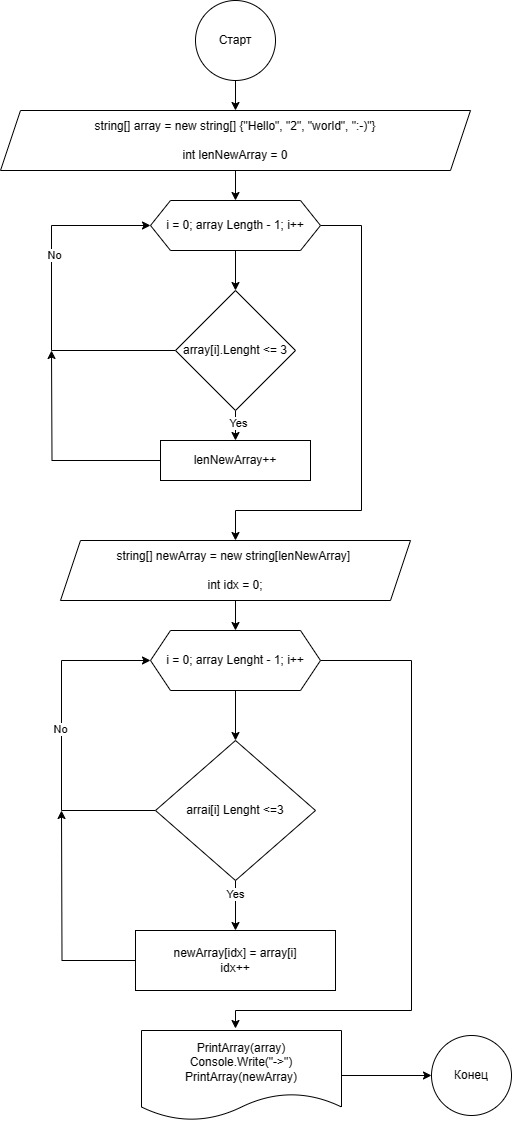 Старт
string[] array = new string[] {"Hello", "2", "world", ":-)"}
int lenNewArray = 0
i = 0; array Length - 1; i++
No
array[i].Lenght <= 3
Yes
lenNewArray++
string[] newArray = new string[lenNewArray]
int idx = 0;
i = 0; array Lenght - 1; i++
No
arrai[i] Lenght <=3
Yes
newArray[idx] = array[i]
idx++
PrintArray(array)
Console.Write("->")
PrintArray(newArray)
Конец